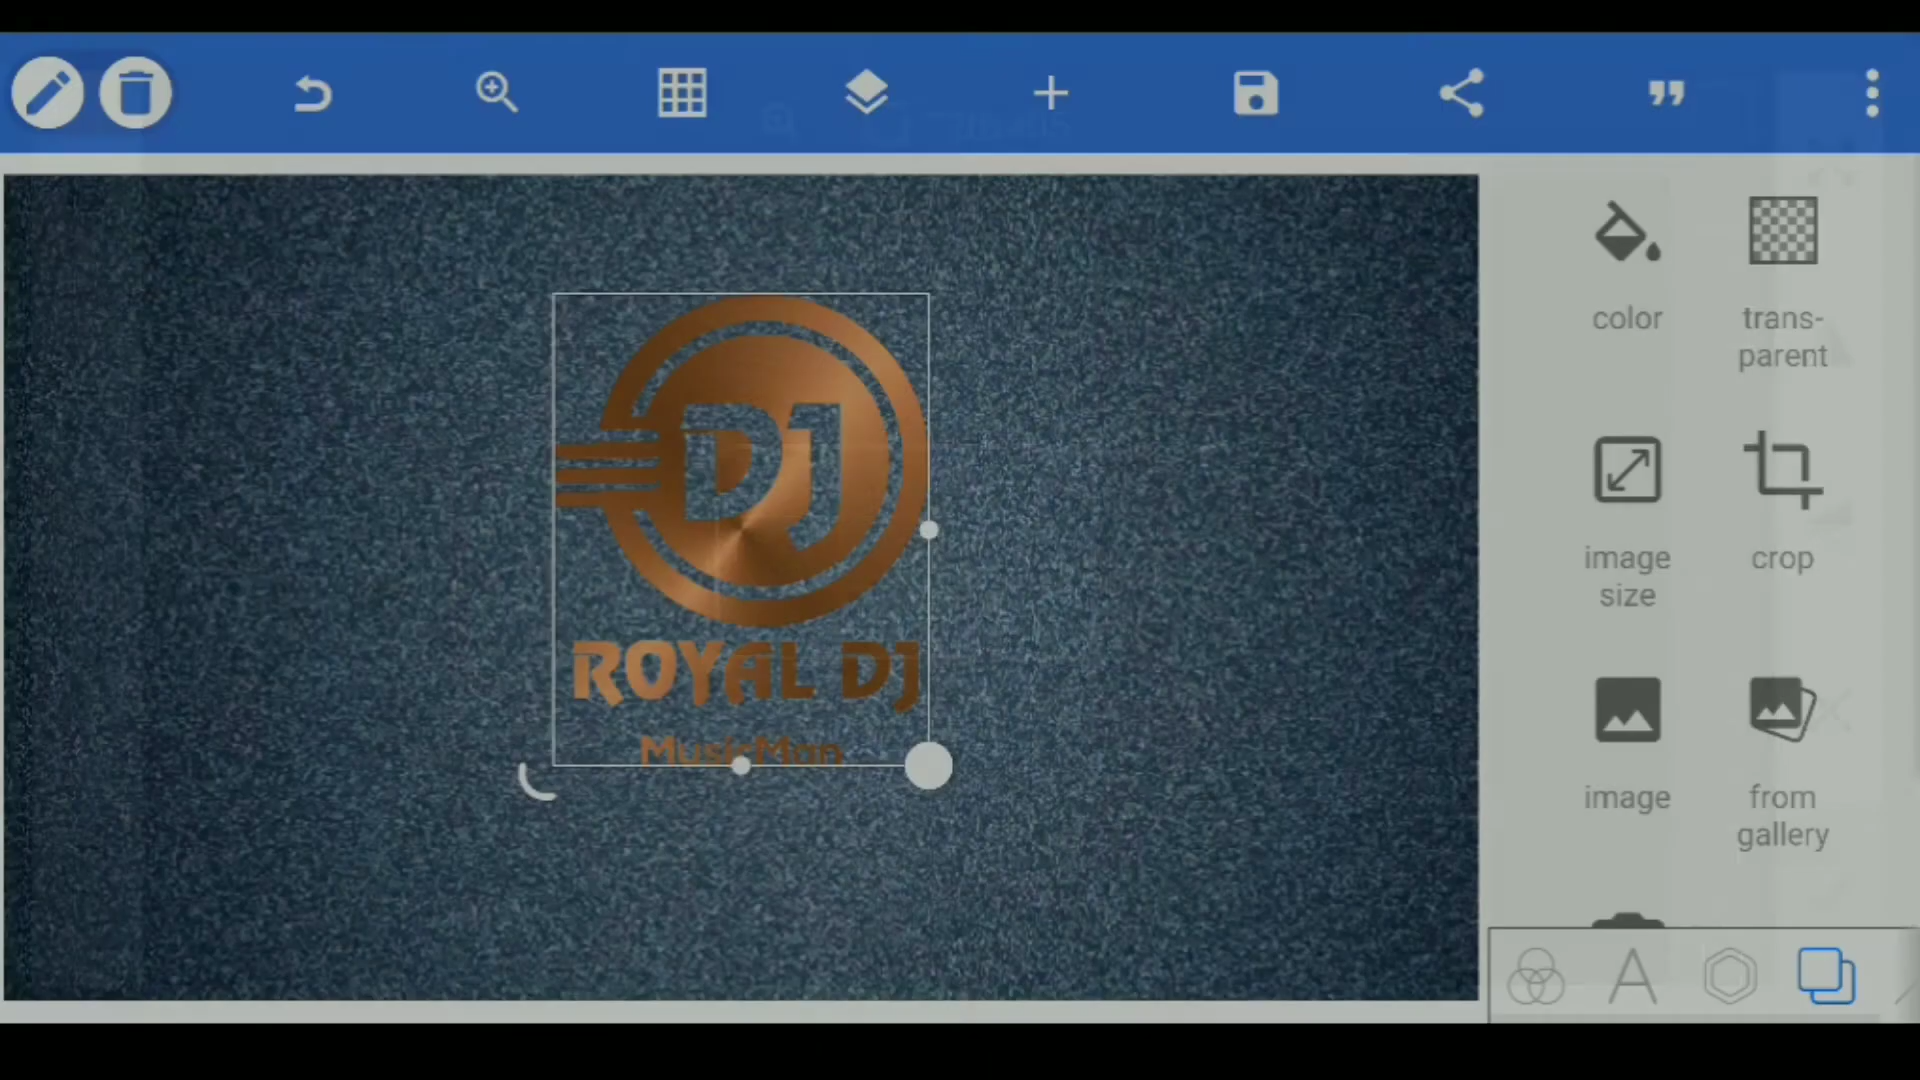 DJ
ROYAL DJ
MusicMan
color
trans-
parent
image
size
crop
image
from
gallery